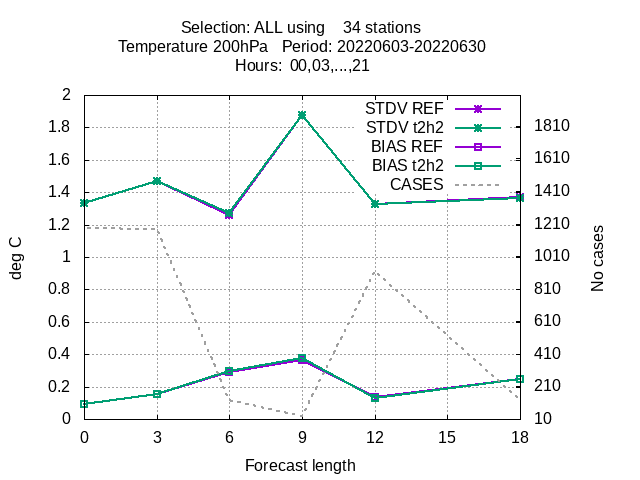 Selection: ALL using    34 stations
Temperature 200hPa   Period: 20220603-20220630
Hours: 00,03,...,21
STDV REF
STDV t2h2
BIAS REF
BIAS t2h2
CASES
2
1.8
1.6
1.4
1.2
1
0.8
0.6
0.4
0.2
0
deg C
1810
1610
1410
1210
1010
810
610
410
210
10
No cases
0 3 6 9 12 15 18
Forecast length